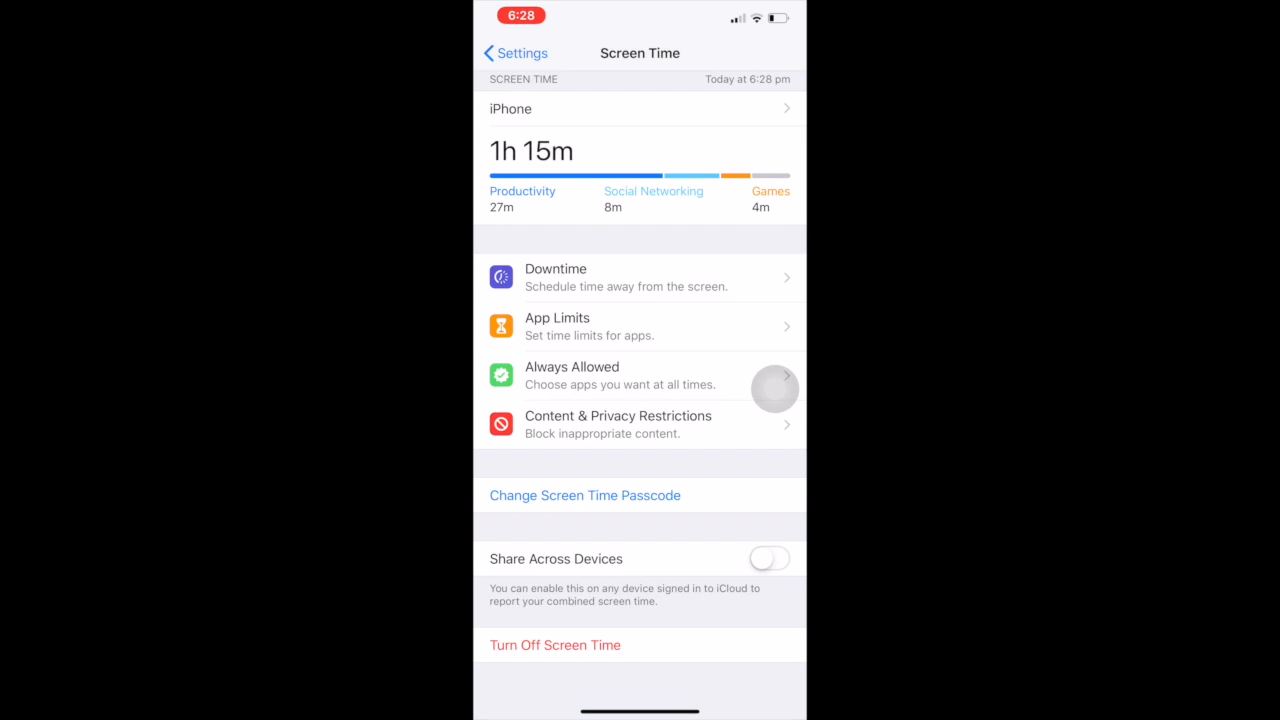 6:28
Settings
Screen Time
SCREEN TIME
Today at 6:28 pm
iPhone
1h 15m
Productivity
Social Networking
Games
27m
8m
4m
Downtime
Schedule time away from the screen.
App Limits
Set time limits for apps.
Always Allowed
Choose apps you want at all times.
Content & Privacy Restrictions
Block inappropriate content.
Change Screen Time Passcode
Share Across Devices
You can enable this on any device signed in to iCloud to
report your combined screen time.
Turn Off Screen Time